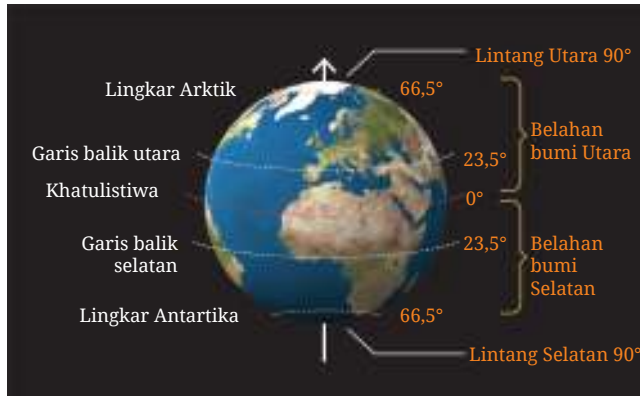 Lintang Utara 90°
Lingkar Arktik
66,5°
Belahan
bumi Utara
Garis balik utara
23,5°
Khatulistiwa
0°
Garis balik
selatan
23,5°
Belahan
bumi
Selatan
Lingkar Antartika
66,5°
Lintang Selatan 90°